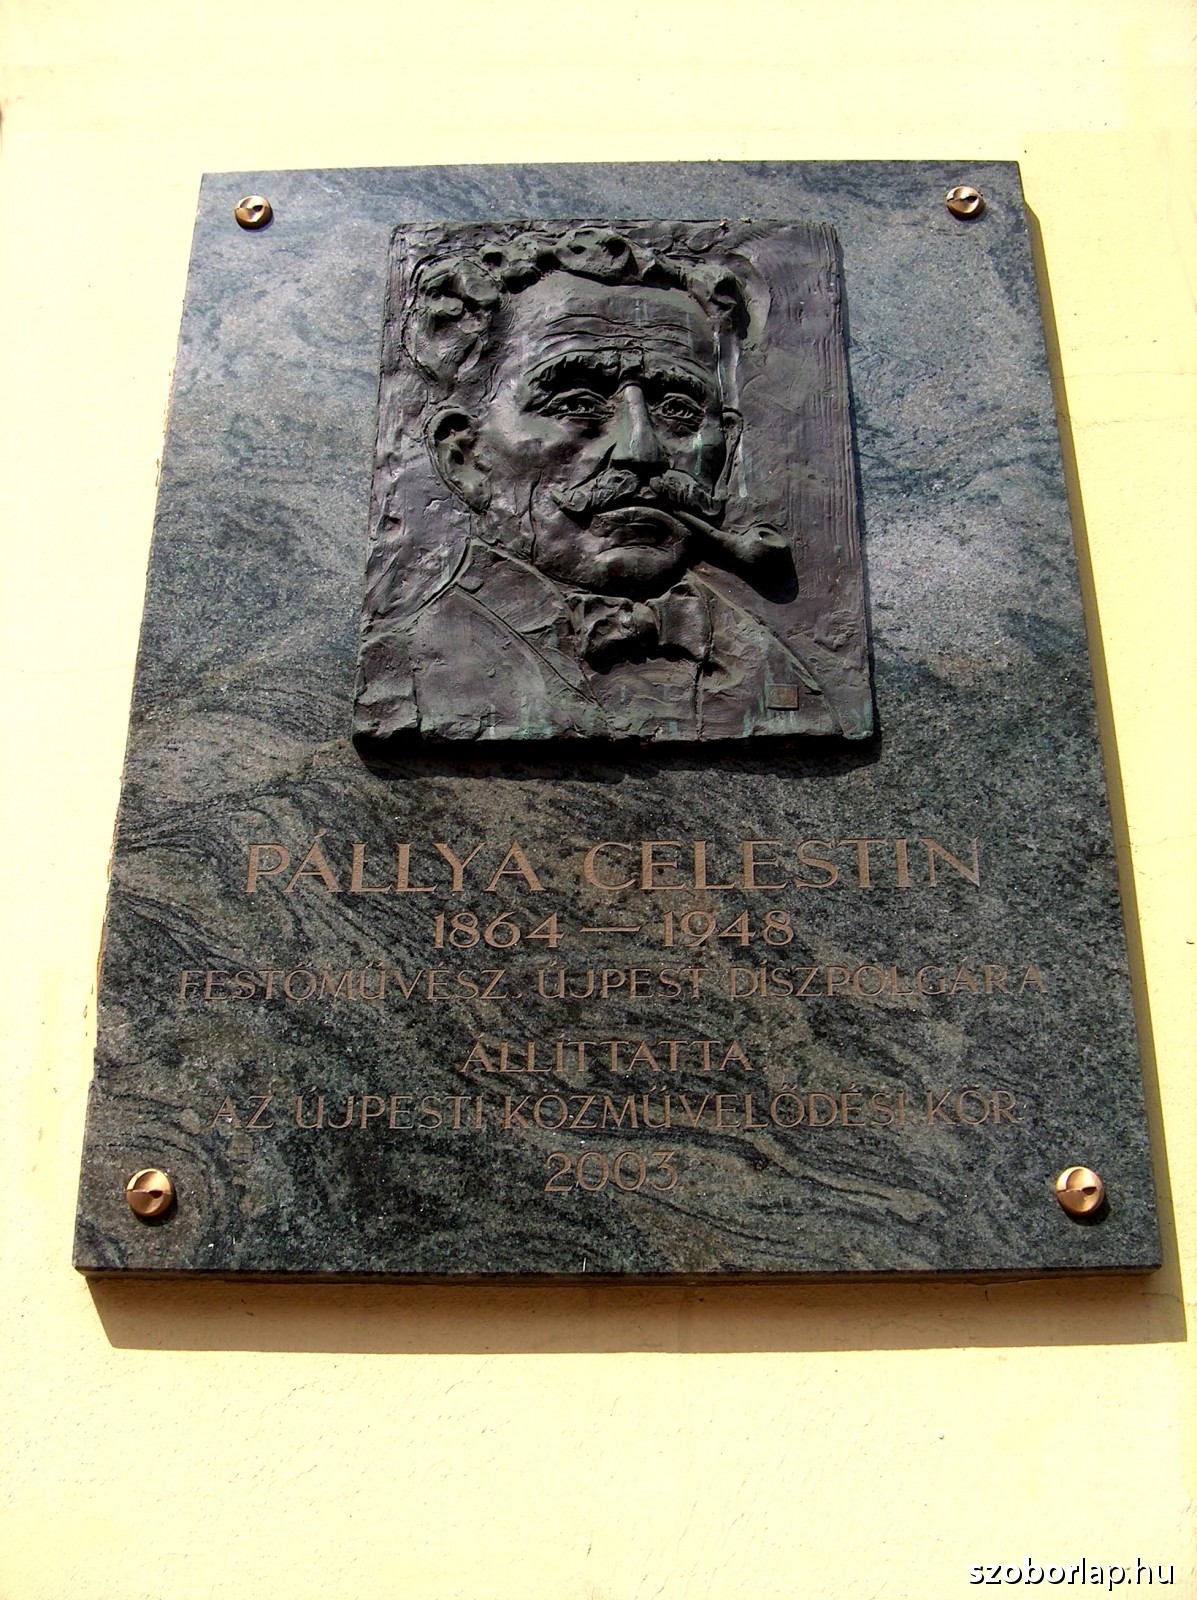 PÁLLYA CELESTIN
1864 – 1948
FESTŐMŰVÉSZ, ÚJPEST DÍSZPOLGÁRA
ÁLLÍTTATTA
AZ ÚJPESTI KÖZMŰVELŐDÉSI KÖR
2003
szoborlap.hu